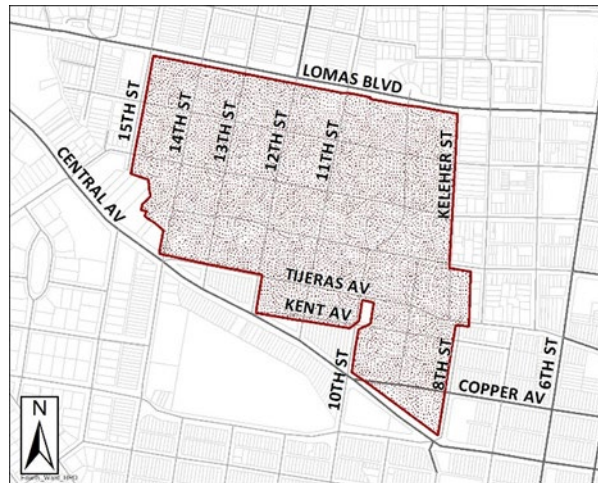 LOMAS BLVD
15TH ST
14TH ST
13TH ST
12TH ST
11TH ST
KELEHER ST
CENTRAL AV
TIJERAS AV
KENT AV
10TH ST
8TH ST
6TH ST
COPPER AV
N